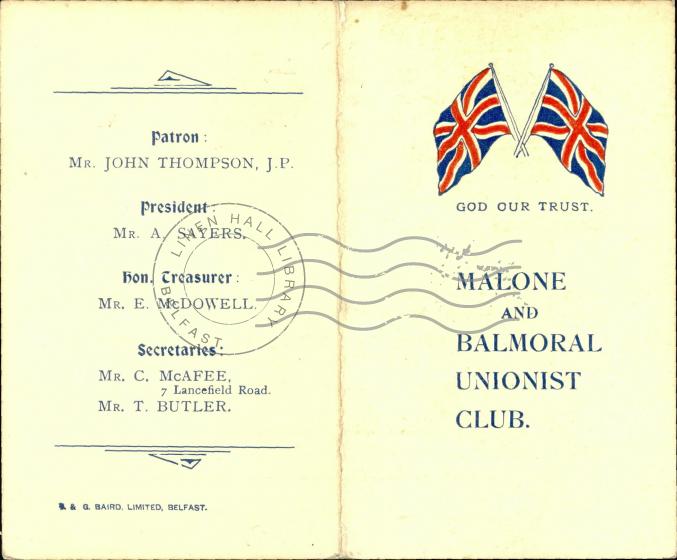 Patron:
Mr. JOHN THOMPSON, J.P.
President:
Mr. A. SAYERS.
Hon. Treasurer:
Mr. E. McDOWELL.
Secretaries:
Mr. C. McAFEE,
7 Lancefield Road.
Mr. T. BUTLER.
& G. BAIRD, LIMITED, BELFAST.
LINEN HALL LIBRARY
BELFAST
GOD OUR TRUST.
MALONE
AND
BALMORAL
UNIONIST
CLUB.